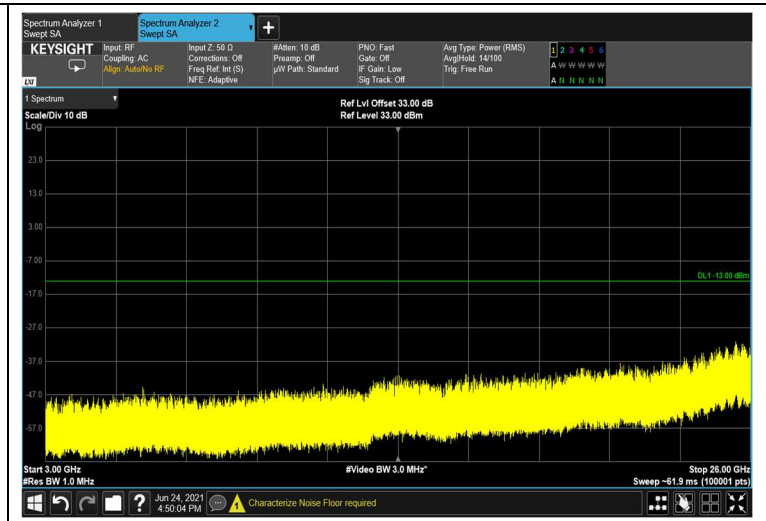 Spectrum Analyzer 1
Swept SA
Spectrum Analyzer 2
Swept SA
+
KEYSIGHT
LXI
Input: RF
Coupling: AC
Align: Auto/No RF
Input Z: 50 Ω
Corrections: Off
Freq Ref: Int (S)
NFE: Adaptive
#Atten: 10 dB
Preamp: Off
µW Path: Standard
PNO: Fast
Gate: Off
IF Gain: Low
Sig Track: Off
Avg Type: Power (RMS)
Avg|Hold: 14/100
Trig: Free Run
1 2 3 4 5 6
A W W W W W
A N N N N N
1 Spectrum
Scale/Div 10 dB
Ref Lvl Offset 33.00 dB
Ref Level 33.00 dBm
Log
23.0
13.0
3.00
-7.00
DL1 -13.00 dBm
-17.0
-27.0
-37.0
-47.0
-57.0
Start 3.00 GHz
#Video BW 3.0 MHz*
Stop 26.00 GHz
#Res BW 1.0 MHz
Sweep ~61.9 ms (100001 pts)
?
Jun 24, 2021
4:50:04 PM
Characterize Noise Floor required